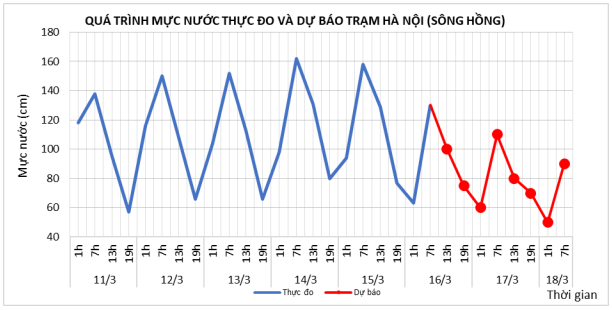 QUÁ TRÌNH MỰC NƯỚC THỰC ĐO VÀ DỰ BÁO TRẠM HÀ NỘI (SÔNG HỒNG)
Mực nước (cm)
180
160
140
120
100
80
60
40
1h 7h 13h 19h 1h 7h 13h 19h 1h 7h 13h 19h 1h 7h 13h 19h 1h 7h 13h 19h 1h 7h 13h 19h 1h 7h 13h 19h 1h 7h
11/3 12/3 13/3 14/3 15/3 16/3 17/3 18/3
Thực đo Dự báo Thời gian